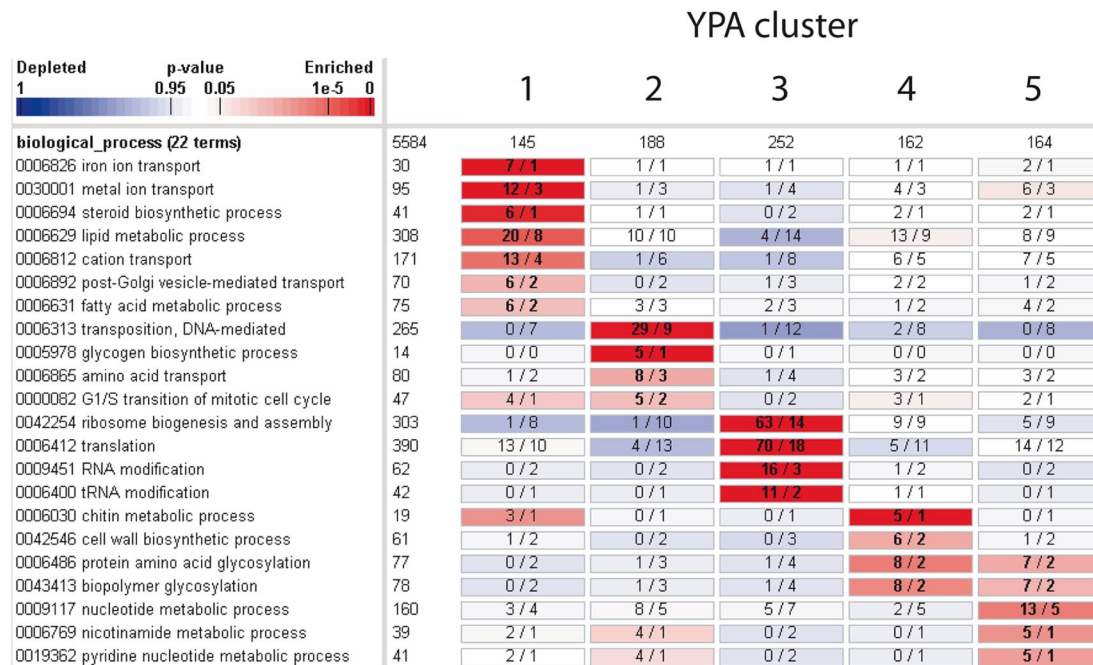 YPA cluster
Depleted p-value Enriched
1 0.95 0.05 1e-5 0
1 2 3 4 5
biological_process (22 terms) 5584 145 188 252 162 164
0006826 iron ion transport 30 7 / 1 1 / 1 1 / 1 1 / 1 2 / 1
0030001 metal ion transport 95 12 / 3 1 / 3 1 / 4 4 / 3 6 / 3
0006694 steroid biosynthetic process 41 6 / 1 1 / 1 0 / 2 2 / 1 2 / 1
0006629 lipid metabolic process 308 20 / 8 10 / 10 4 / 14 13 / 9 8 / 9
0006812 cation transport 171 13 / 4 1 / 6 1 / 8 6 / 5 7 / 5
0006892 post-Golgi vesicle-mediated transport 70 6 / 2 0 / 2 1 / 3 2 / 2 1 / 2
0006631 fatty acid metabolic process 75 6 / 2 3 / 3 2 / 3 1 / 2 4 / 2
0006313 transposition, DNA-mediated 265 0 / 7 29 / 9 1 / 12 2 / 8 0 / 8
0005978 glycogen biosynthetic process 14 0 / 0 5 / 1 0 / 1 0 / 0 0 / 0
0006865 amino acid transport 80 1 / 2 8 / 3 1 / 4 3 / 2 3 / 2
0000082 G1/S transition of mitotic cell cycle 47 4 / 1 5 / 2 0 / 2 3 / 1 2 / 1
0042254 ribosome biogenesis and assembly 303 1 / 8 1 / 10 63 / 14 9 / 9 5 / 9
0006412 translation 390 13 / 10 4 / 13 70 / 18 5 / 11 14 / 12
0009451 RNA modification 62 0 / 2 0 / 2 16 / 3 1 / 2 0 / 2
0006400 tRNA modification 42 0 / 1 0 / 1 11 / 2 1 / 1 0 / 1
0006030 chitin metabolic process 19 3 / 1 0 / 1 0 / 1 5 / 1 0 / 1
0042546 cell wall biosynthetic process 61 1 / 2 0 / 2 0 / 3 6 / 2 1 / 2
0006486 protein amino acid glycosylation 77 0 / 2 1 / 3 1 / 4 8 / 2 7 / 2
0043413 biopolymer glycosylation 78 0 / 2 1 / 3 1 / 4 8 / 2 7 / 2
0009117 nucleotide metabolic process 160 3 / 4 8 / 5 5 / 7 2 / 5 13 / 5
0006769 nicotinamide metabolic process 39 2 / 1 4 / 1 0 / 2 0 / 1 5 / 1
0019362 pyridine nucleotide metabolic process 41 2 / 1 4 / 1 0 / 2 0 / 1 5 / 1